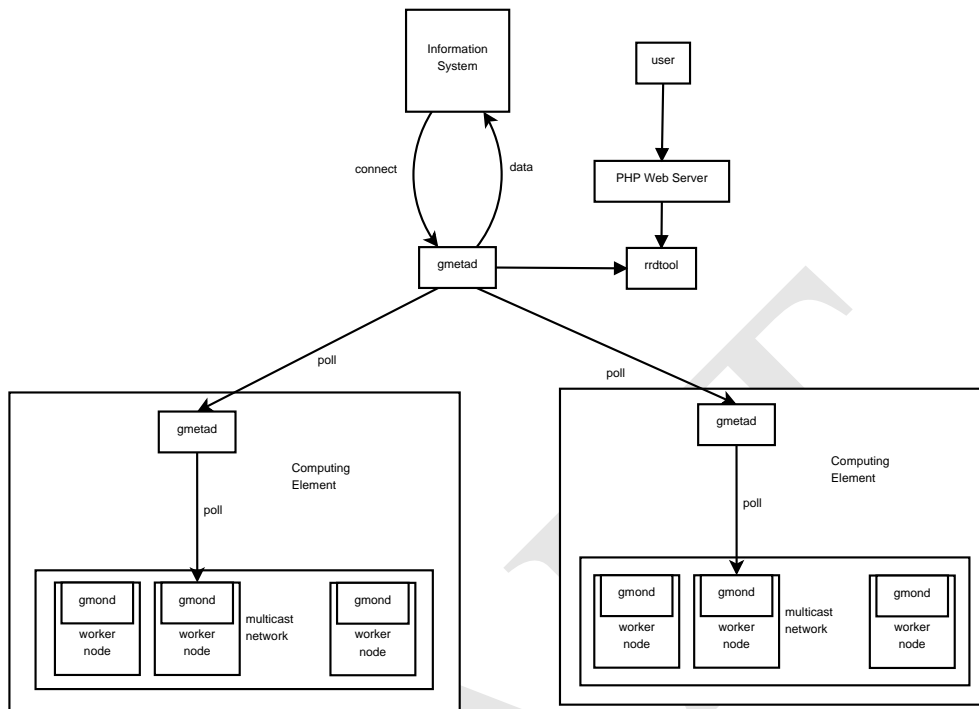 Information
System
user
connect
data
PHP Web Server
gmetad
rrdtool
poll
poll
gmetad
gmetad
Computing
Element
Computing
Element
poll
poll
gmond
worker
node
gmond
worker
node
multicast
network
gmond
worker
node
gmond
worker
node
gmond
worker
node
multicast
network
gmond
worker
node